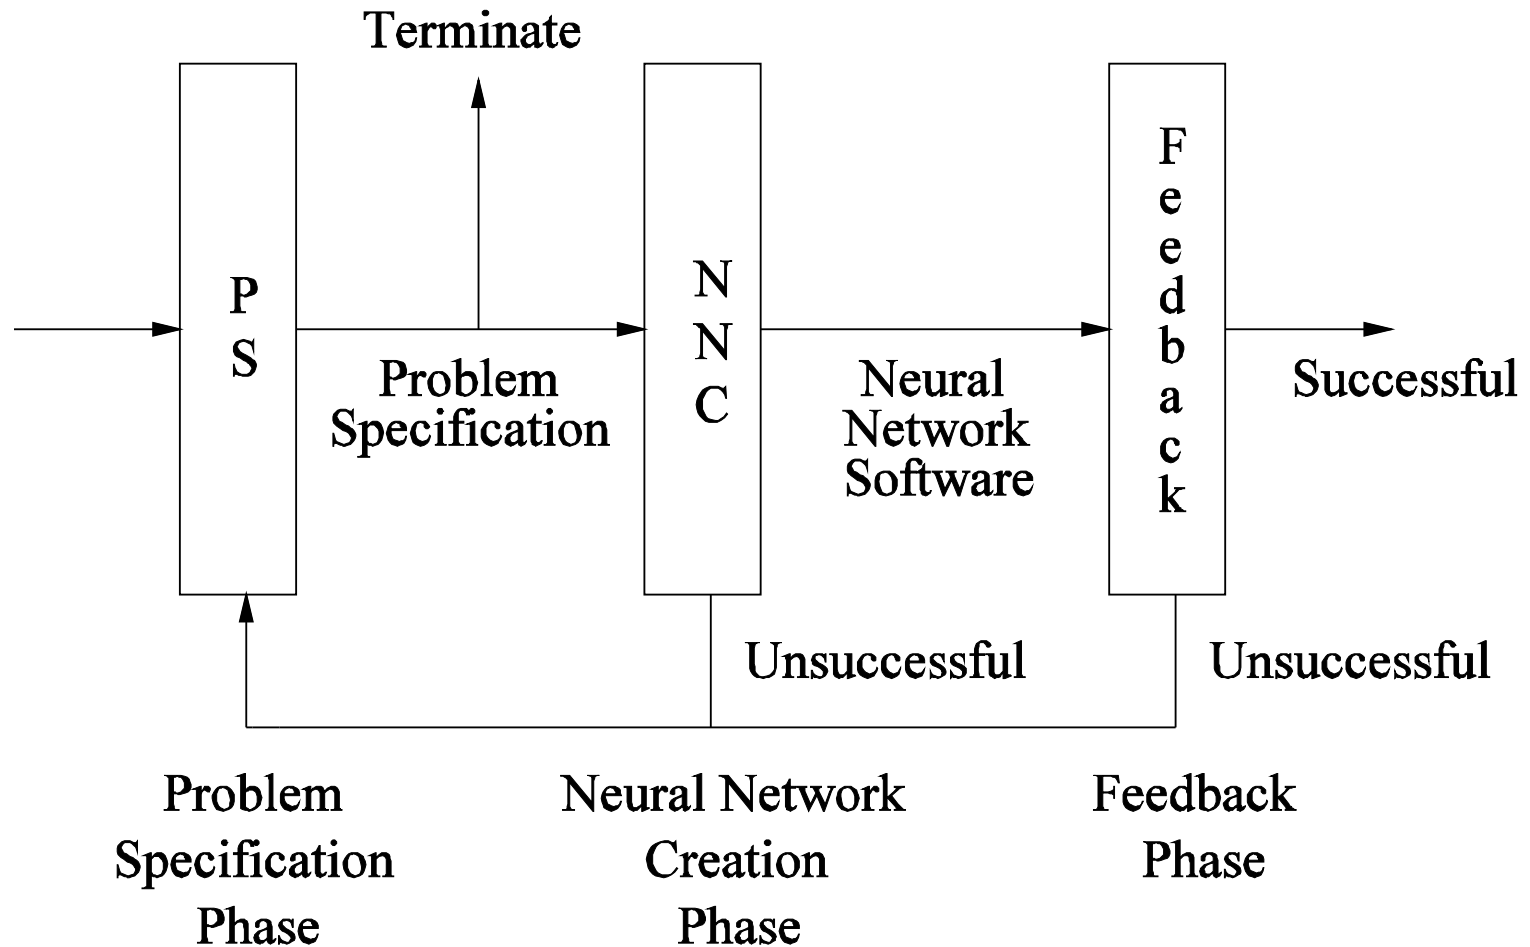 Terminate
P
S
N
N
C
F
e
e
d
b
a
c
k
Problem
Specification
Neural
Network
Software
Successful
Unsuccessful
Unsuccessful
Problem
Specification
Phase
Neural Network
Creation
Phase
Feedback
Phase